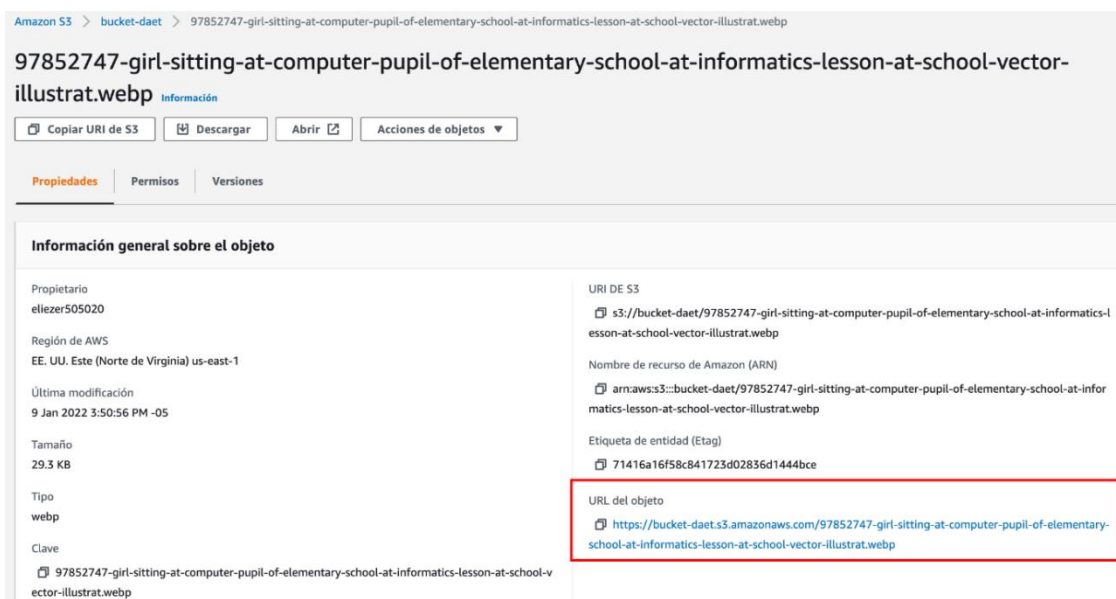 Amazon S3 > bucket-daet > 97852747-girl-sitting-at-computer-pupil-of-elementary-school-at-informatics-lesson-at-school-vector-illustrat.webp
97852747-girl-sitting-at-computer-pupil-of-elementary-school-at-informatics-lesson-at-school-vector-
illustrat.webp Información
Copiar URI de S3 Descargar Abrir Acciones de objetos ▼
Propiedades Permisos Versiones
Información general sobre el objeto
Propietario
eliezer505020
Región de AWS
EE. UU. Este (Norte de Virginia) us-east-1
Última modificación
9 Jan 2022 3:50:56 PM -05
Tamaño
29.3 KB
Tipo
webp
Clave
97852747-girl-sitting-at-computer-pupil-of-elementary-school-at-informatics-lesson-at-school-v
ector-illustrat.webp
URI DE S3
s3://bucket-daet/97852747-girl-sitting-at-computer-pupil-of-elementary-school-at-informatics-l
esson-at-school-vector-illustrat.webp
Nombre de recurso de Amazon (ARN)
arn:aws:s3:::bucket-daet/97852747-girl-sitting-at-computer-pupil-of-elementary-school-at-infor
matics-lesson-at-school-vector-illustrat.webp
Etiqueta de entidad (Etag)
71416a16f58c841723d02836d1444bce
URL del objeto
https://bucket-daet.s3.amazonaws.com/97852747-girl-sitting-at-computer-pupil-of-elementary-
school-at-informatics-lesson-at-school-vector-illustrat.webp